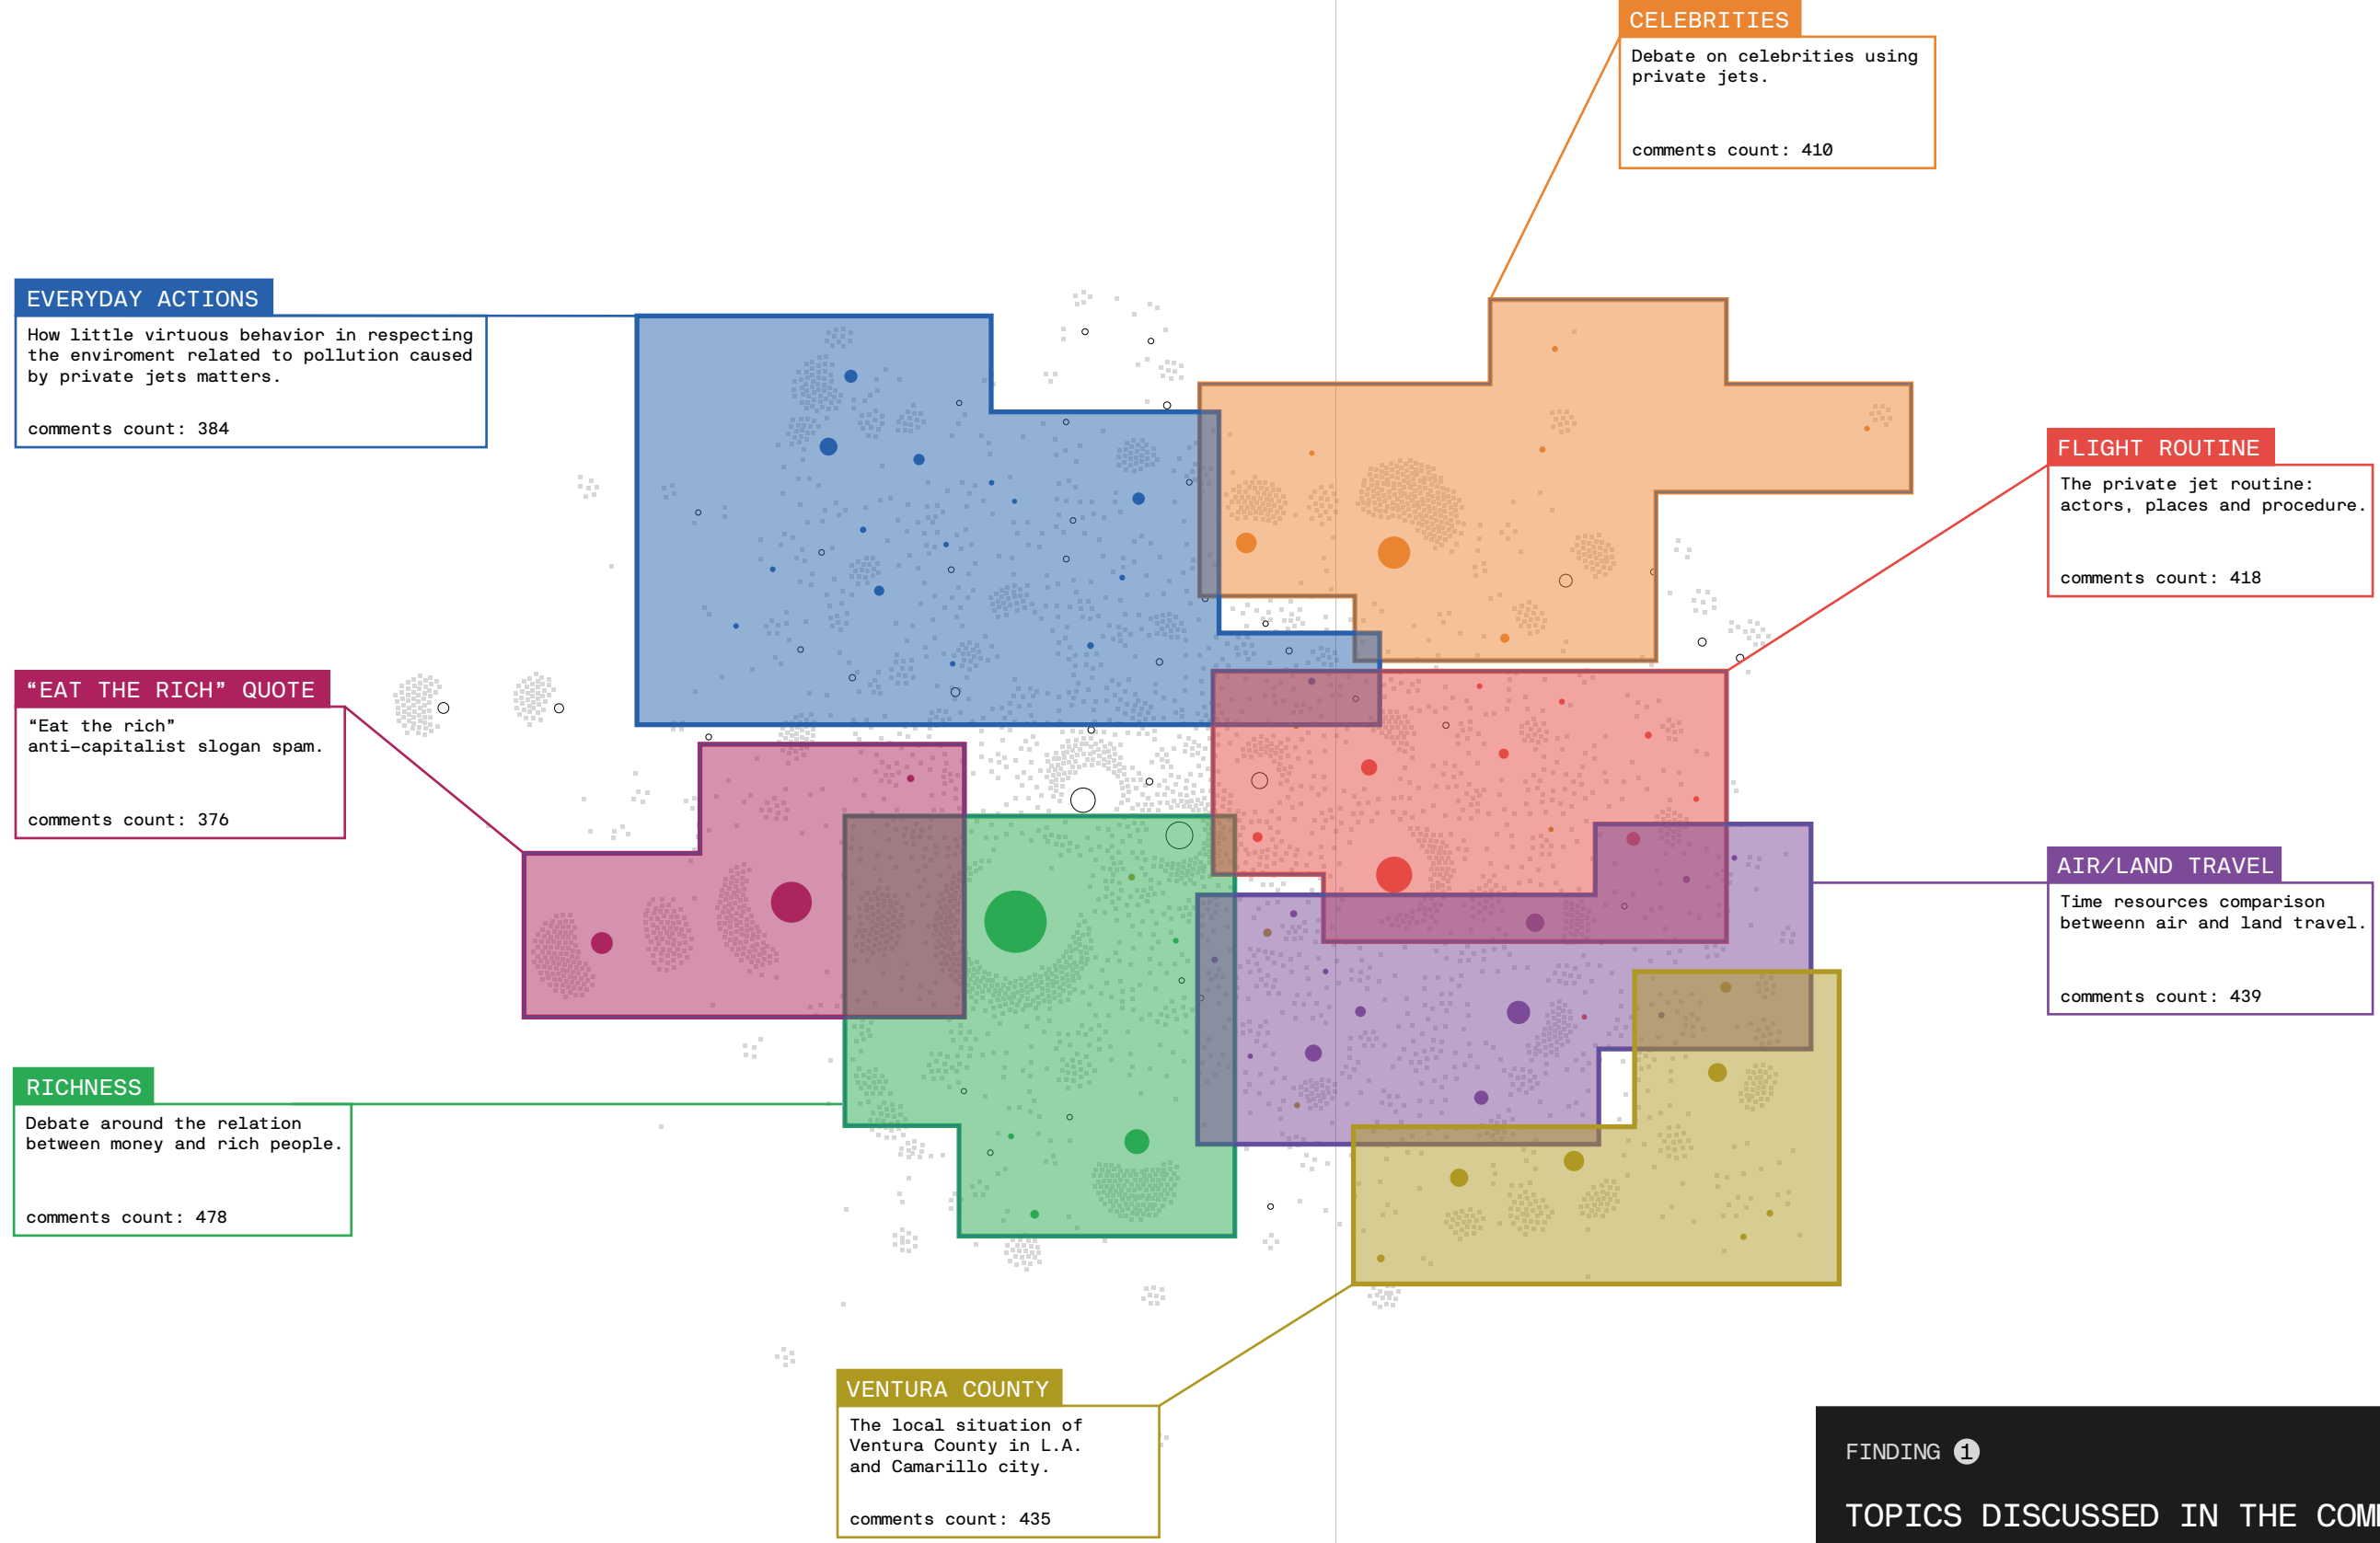 CELEBRITIES
Debate on celebrities using
private jets.
comments count: 410
EVERYDAY ACTIONS
How little virtuous behavior in respecting
the enviroment related to pollution caused
by private jets matters.
comments count: 384
FLIGHT ROUTINE
The private jet routine:
actors, places and procedure.
comments count: 418
“EAT THE RICH” QUOTE
“Eat the rich”
anti-capitalist slogan spam.
comments count: 376
AIR/LAND TRAVEL
Time resources comparison
betweenn air and land travel.
comments count: 439
RICHNESS
Debate around the relation
between money and rich people.
comments count: 478
VENTURA COUNTY
The local situation of
Ventura County in L.A.
and Camarillo city.
comments count: 435
FINDING 1
TOPICS DISCUSSED IN THE